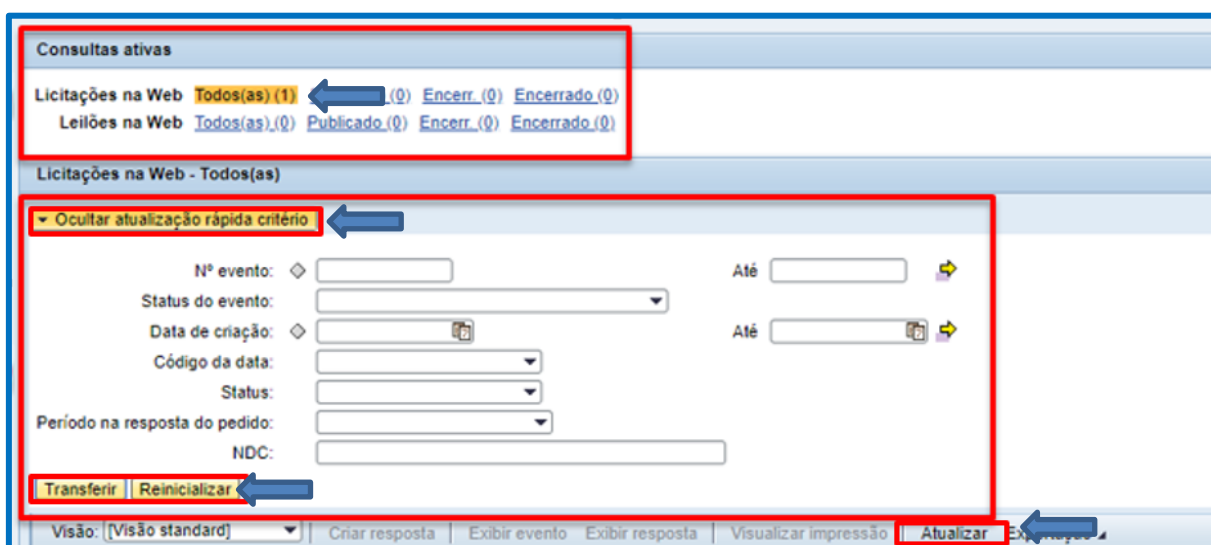 Consultas ativas
Licitações na Web Todos(as) (1) (0) Encerr. (0) Encerrado (0)
Leilões na Web Todos(as) (0) Publicado (0) Encerr. (0) Encerrado (0)
Licitações na Web - Todos(as)
Ocultar atualização rápida critério
Nº evento: Até
Status do evento:
Data de criação: Até
Código da data:
Status:
Período na resposta do pedido:
NDC:
Transferir Reinicializar
Visão: [Visão standard] Criar resposta Exibir evento Exibir resposta Visualizar impressão Atualizar